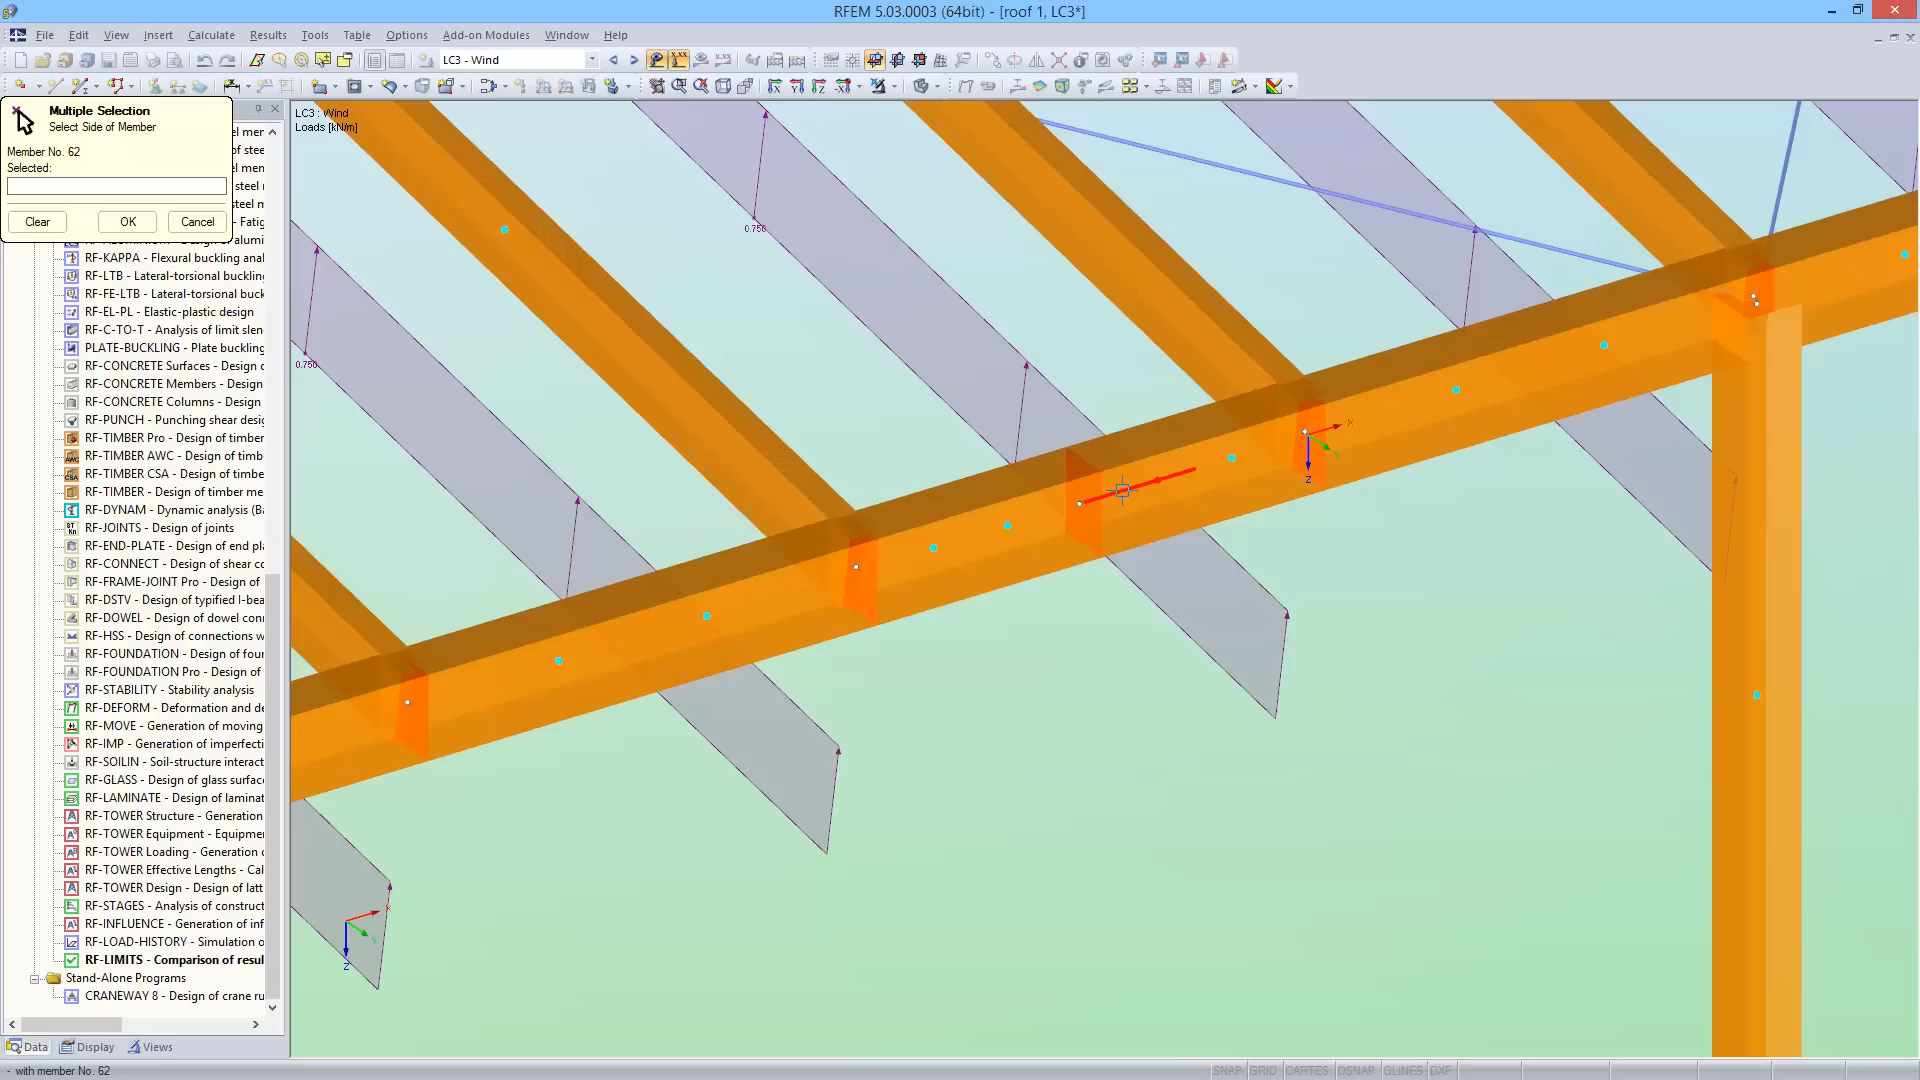 RFEM 5.03.0003 (64bit) - [roof 1, LC3*]
File Edit View Insert Calculate Results Tools Table Options Add-on Modules Window Help
LC3 - Wind
Multiple Selection
Select Side of Member
Member No. 62
Selected:
Clear OK Cancel
RF-KAPPA - Flexural buckling anal
RF-LTB - Lateral-torsional buckling
RF-FE-LTB - Lateral-torsional buck
RF-EL-PL - Elastic-plastic design
RF-C-TO-T - Analysis of limit slen
PLATE-BUCKLING - Plate buckling
RF-CONCRETE Surfaces - Design o
RF-CONCRETE Members - Design
RF-CONCRETE Columns - Design
RF-PUNCH - Punching shear desig
RF-TIMBER Pro - Design of timber
RF-TIMBER AWC - Design of timb
RF-TIMBER CSA - Design of timbe
RF-TIMBER - Design of timber me
RF-DYNAM - Dynamic analysis (Ba
RF-JOINTS - Design of joints
RF-END-PLATE - Design of end pla
RF-CONNECT - Design of shear co
RF-FRAME-JOINT Pro - Design of
RF-DSTV - Design of typified I-bea
RF-DOWEL - Design of dowel conn
RF-HSS - Design of connections w
RF-FOUNDATION - Design of four
RF-FOUNDATION Pro - Design of
RF-STABILITY - Stability analysis
RF-DEFORM - Deformation and de
RF-MOVE - Generation of moving
RF-IMP - Generation of imperfecti
RF-SOILIN - Soil-structure interact
RF-GLASS - Design of glass surface
RF-LAMINATE - Design of laminat
RF-TOWER Structure - Generation
RF-TOWER Equipment - Equipme
RF-TOWER Loading - Generation o
RF-TOWER Effective Lengths - Cal
RF-TOWER Design - Design of latt
RF-STAGES - Analysis of construct
RF-INFLUENCE - Generation of inf
RF-LOAD-HISTORY - Simulation o
RF-LIMITS - Comparison of resul
Stand-Alone Programs
CRANEWAY 8 - Design of crane ru
Data Display Views
LC3 : Wind
Loads [kN/m]
0.750
0.750
X
Z
X
Y
Z
- with member No. 62
SNAP GRID CARTES OSNAP GLINES DXF